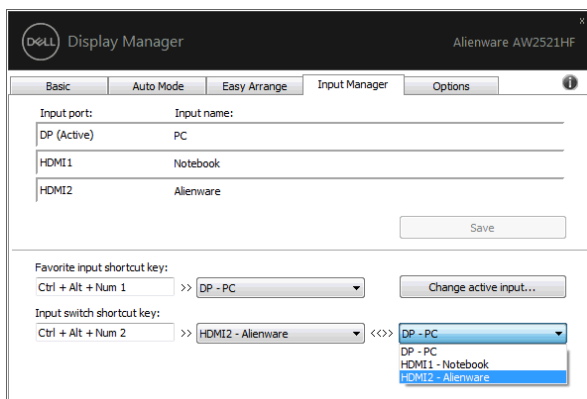 DELL Display Manager Alienware AW2521HF x
Basic Auto Mode Easy Arrange Input Manager Options i
Input port: Input name:
DP (Active) PC
HDMI1 Notebook
HDMI2 Alienware
Save
Favorite input shortcut key:
Ctrl + Alt + Num 1 >> DP - PC Change active input...
Input switch shortcut key:
Ctrl + Alt + Num 2 >> HDMI2 - Alienware <<>> DP - PC
DP - PC
HDMI1 - Notebook
HDMI2 - Alienware